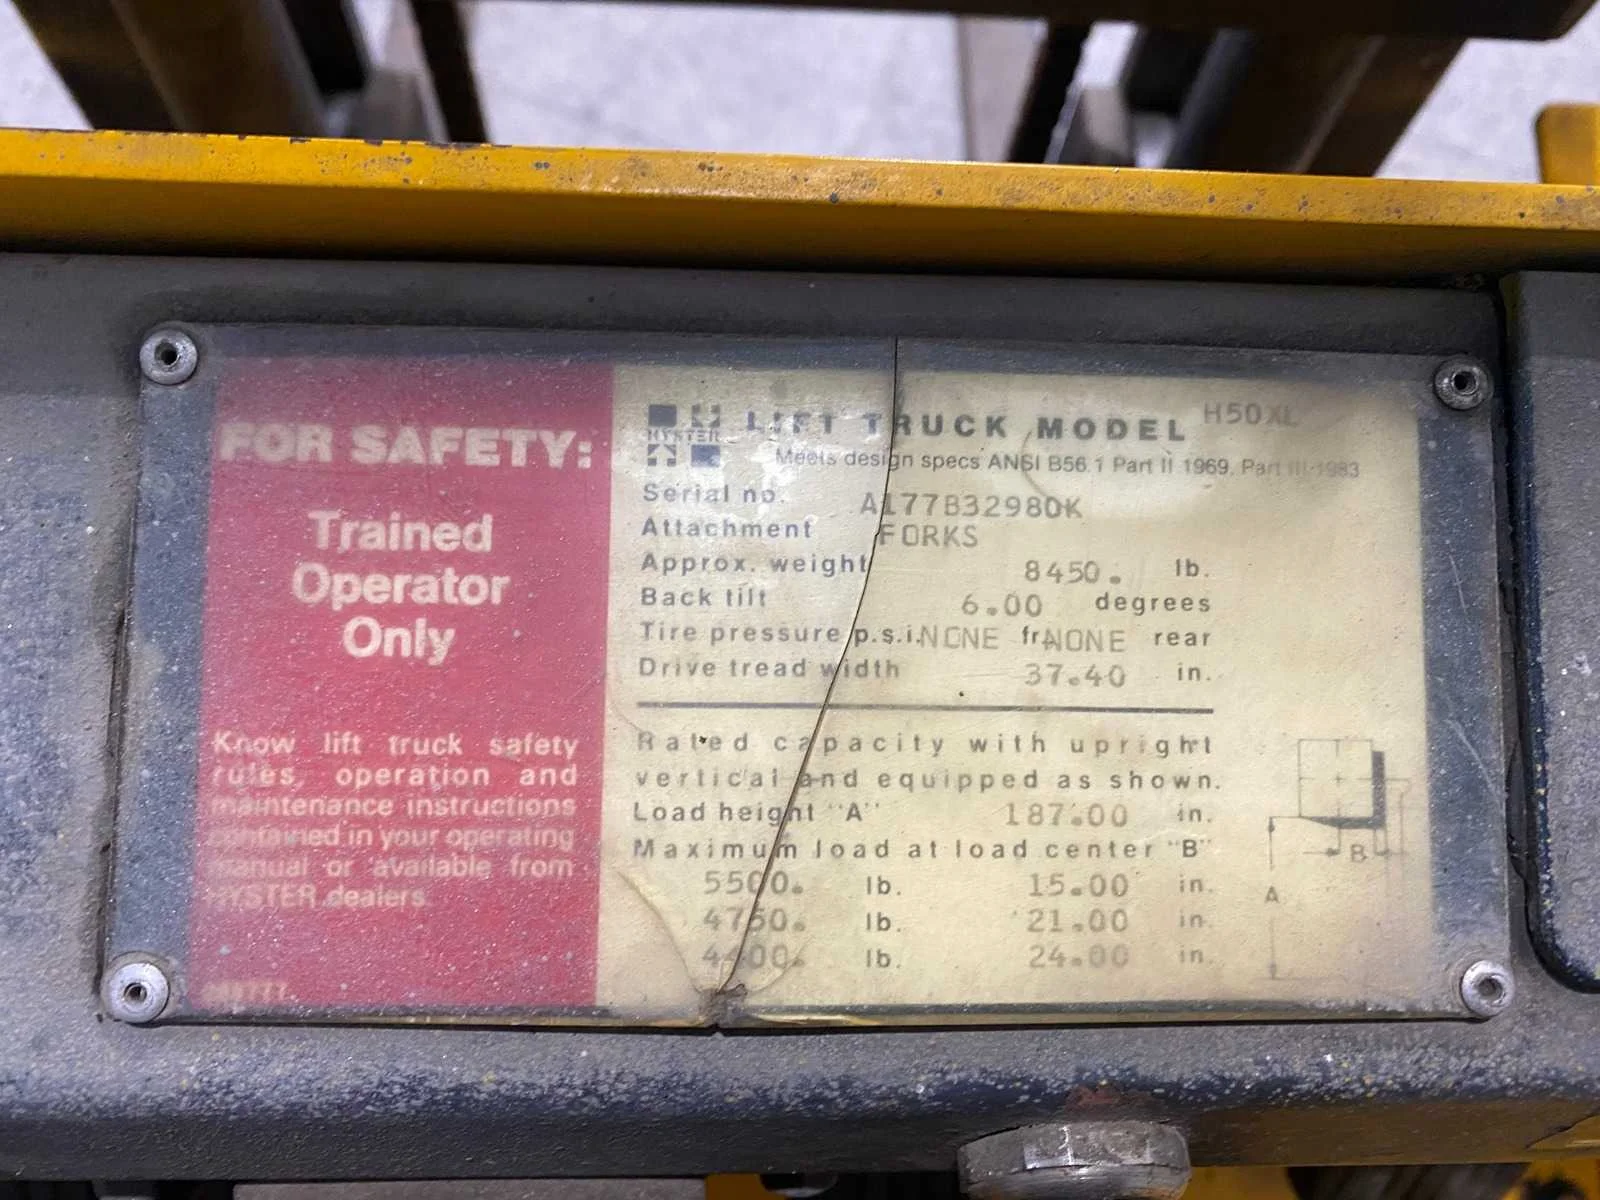 FOR SAFETY:
Trained
Operator
Only
Know lift truck safety
rules, operation and
maintenance instructions
contained in your operating
manual or available from
HYSTER dealers.
HYSTER
LIFT TRUCK MODEL H50XL
Meets design specs ANSI B56.1 Part II 1969, Part III-1983
Serial no. A177B32980K
Attachment FORKS
Approx. weight 8450. lb.
Back tilt 6.00 degrees
Tire pressure p.s.i. NONE fr. NONE rear
Drive tread width 37.40 in.
Rated capacity with upright
vertical and equipped as shown.
Load height "A" 187.00 in.
Maximum load at load center "B"
5500. lb. 15.00 in.
4750. lb. 21.00 in.
4400. lb. 24.00 in.
B
A